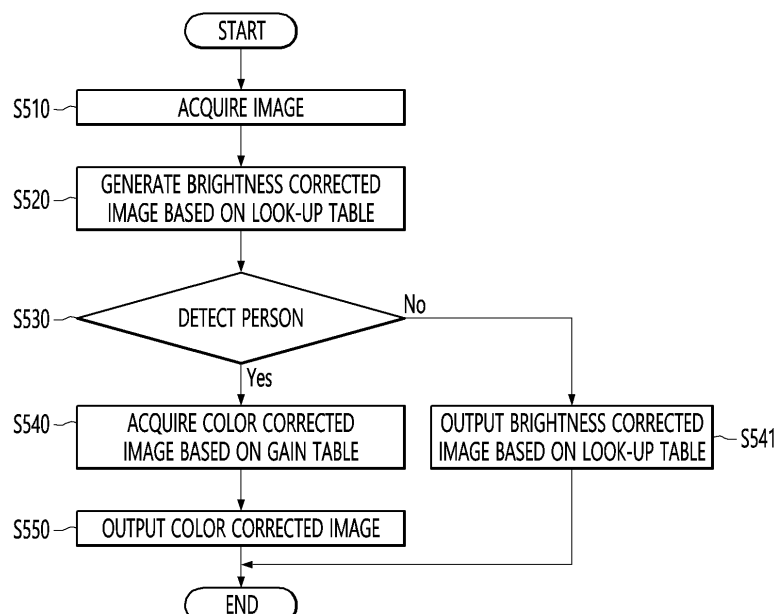 START
S510
ACQUIRE IMAGE
S520
GENERATE BRIGHTNESS CORRECTED
IMAGE BASED ON LOOK-UP TABLE
S530
DETECT PERSON
No
Yes
S540
ACQUIRE COLOR CORRECTED
IMAGE BASED ON GAIN TABLE
OUTPUT BRIGHTNESS CORRECTED
IMAGE BASED ON LOOK-UP TABLE
S541
S550
OUTPUT COLOR CORRECTED IMAGE
END